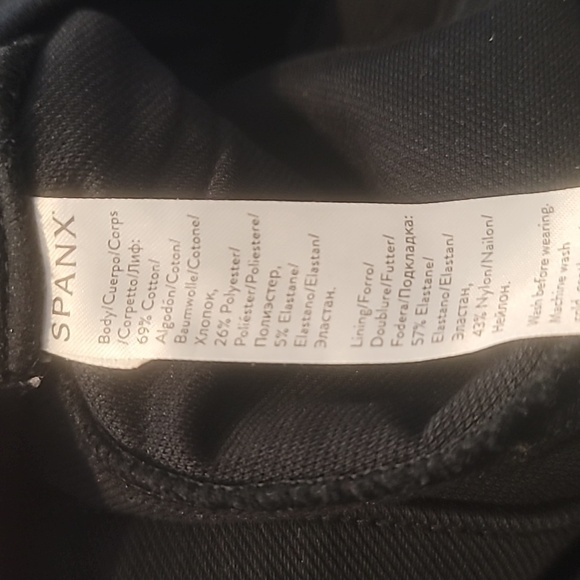 SPANX
Body/Cuerpo/Corps
/Corpetto/Лиф:
69% Cotton/
Algodón/Coton/
Baumwolle/Cotone/
Хлопок,
26% Polyester/
Poliéster/Poliestere/
Полиэстер,
5% Elastane/
Elastano/Elastan/
Эластан.
Lining/Forro/
Doublure/Futter/
Fodera/Подкладка:
57% Elastane/
Elastano/Elastan/
Эластан,
43% Nylon/Nailon/
Найлон.
Wash before wearing.
Machine wash